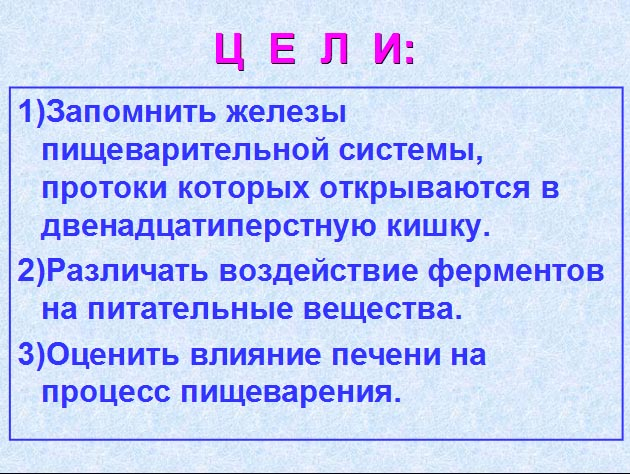 Ц Е Л И:
1)Запомнить железы
пищеварительной системы,
протоки которых открываются в
двенадцатиперстную кишку.
2)Различать воздействие ферментов
на питательные вещества.
3)Оценить влияние печени на
процесс пищеварения.